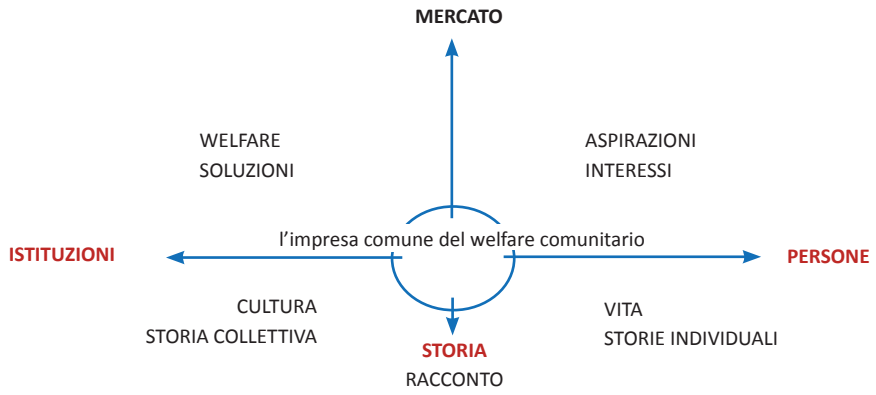 MERCATO
WELFARE
SOLUZIONI
ASPIRAZIONI
INTERESSI
l'impresa comune del welfare comunitario
ISTITUZIONI
PERSONE
CULTURA
STORIA COLLETTIVA
VITA
STORIE INDIVIDUALI
STORIA
RACCONTO